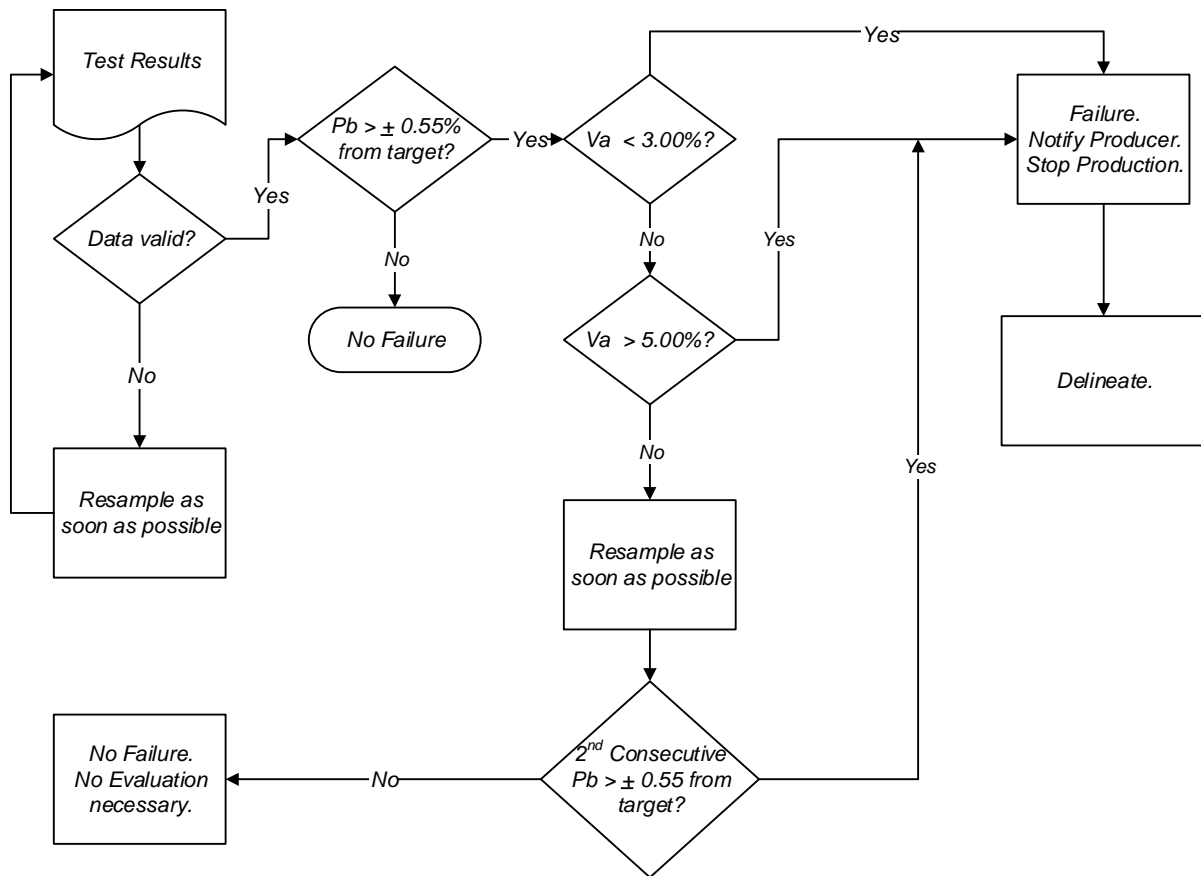 Test Results
Data valid?
Yes
No
Resample as
soon as possible
Pb > ± 0.55%
from target?
Yes
No
No Failure
Va < 3.00%?
Yes
No
Va > 5.00%?
Yes
No
Resample as
soon as possible
2nd Consecutive
Pb > ± 0.55 from
target?
Yes
No
No Failure.
No Evaluation
necessary.
Failure.
Notify Producer.
Stop Production.
Delineate.